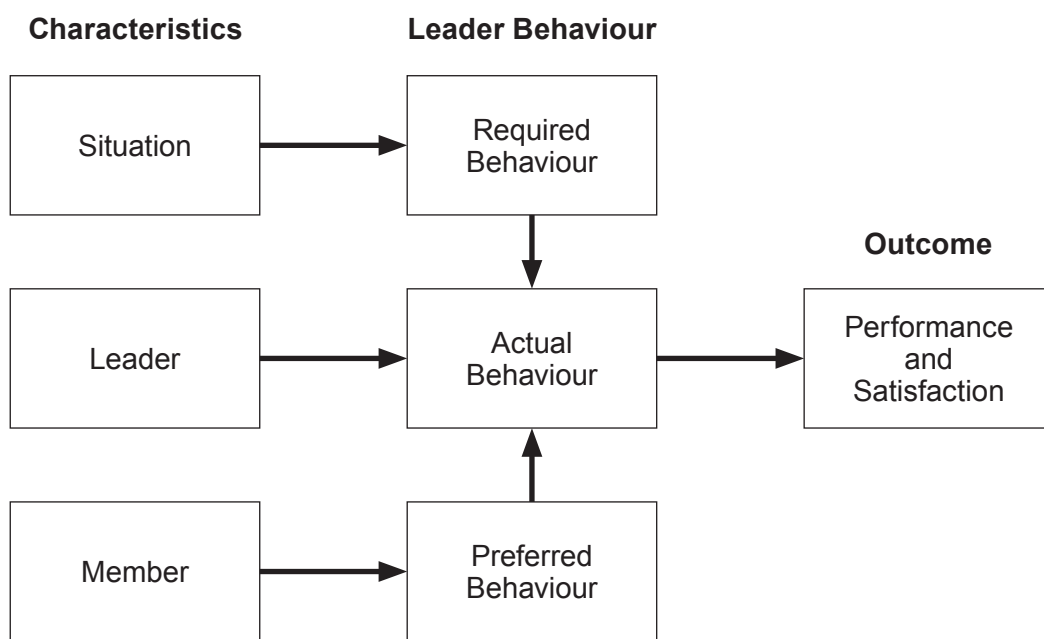 Characteristics
Leader Behaviour
Situation
Required
Behaviour
Outcome
Leader
Actual
Behaviour
Performance
and
Satisfaction
Member
Preferred
Behaviour